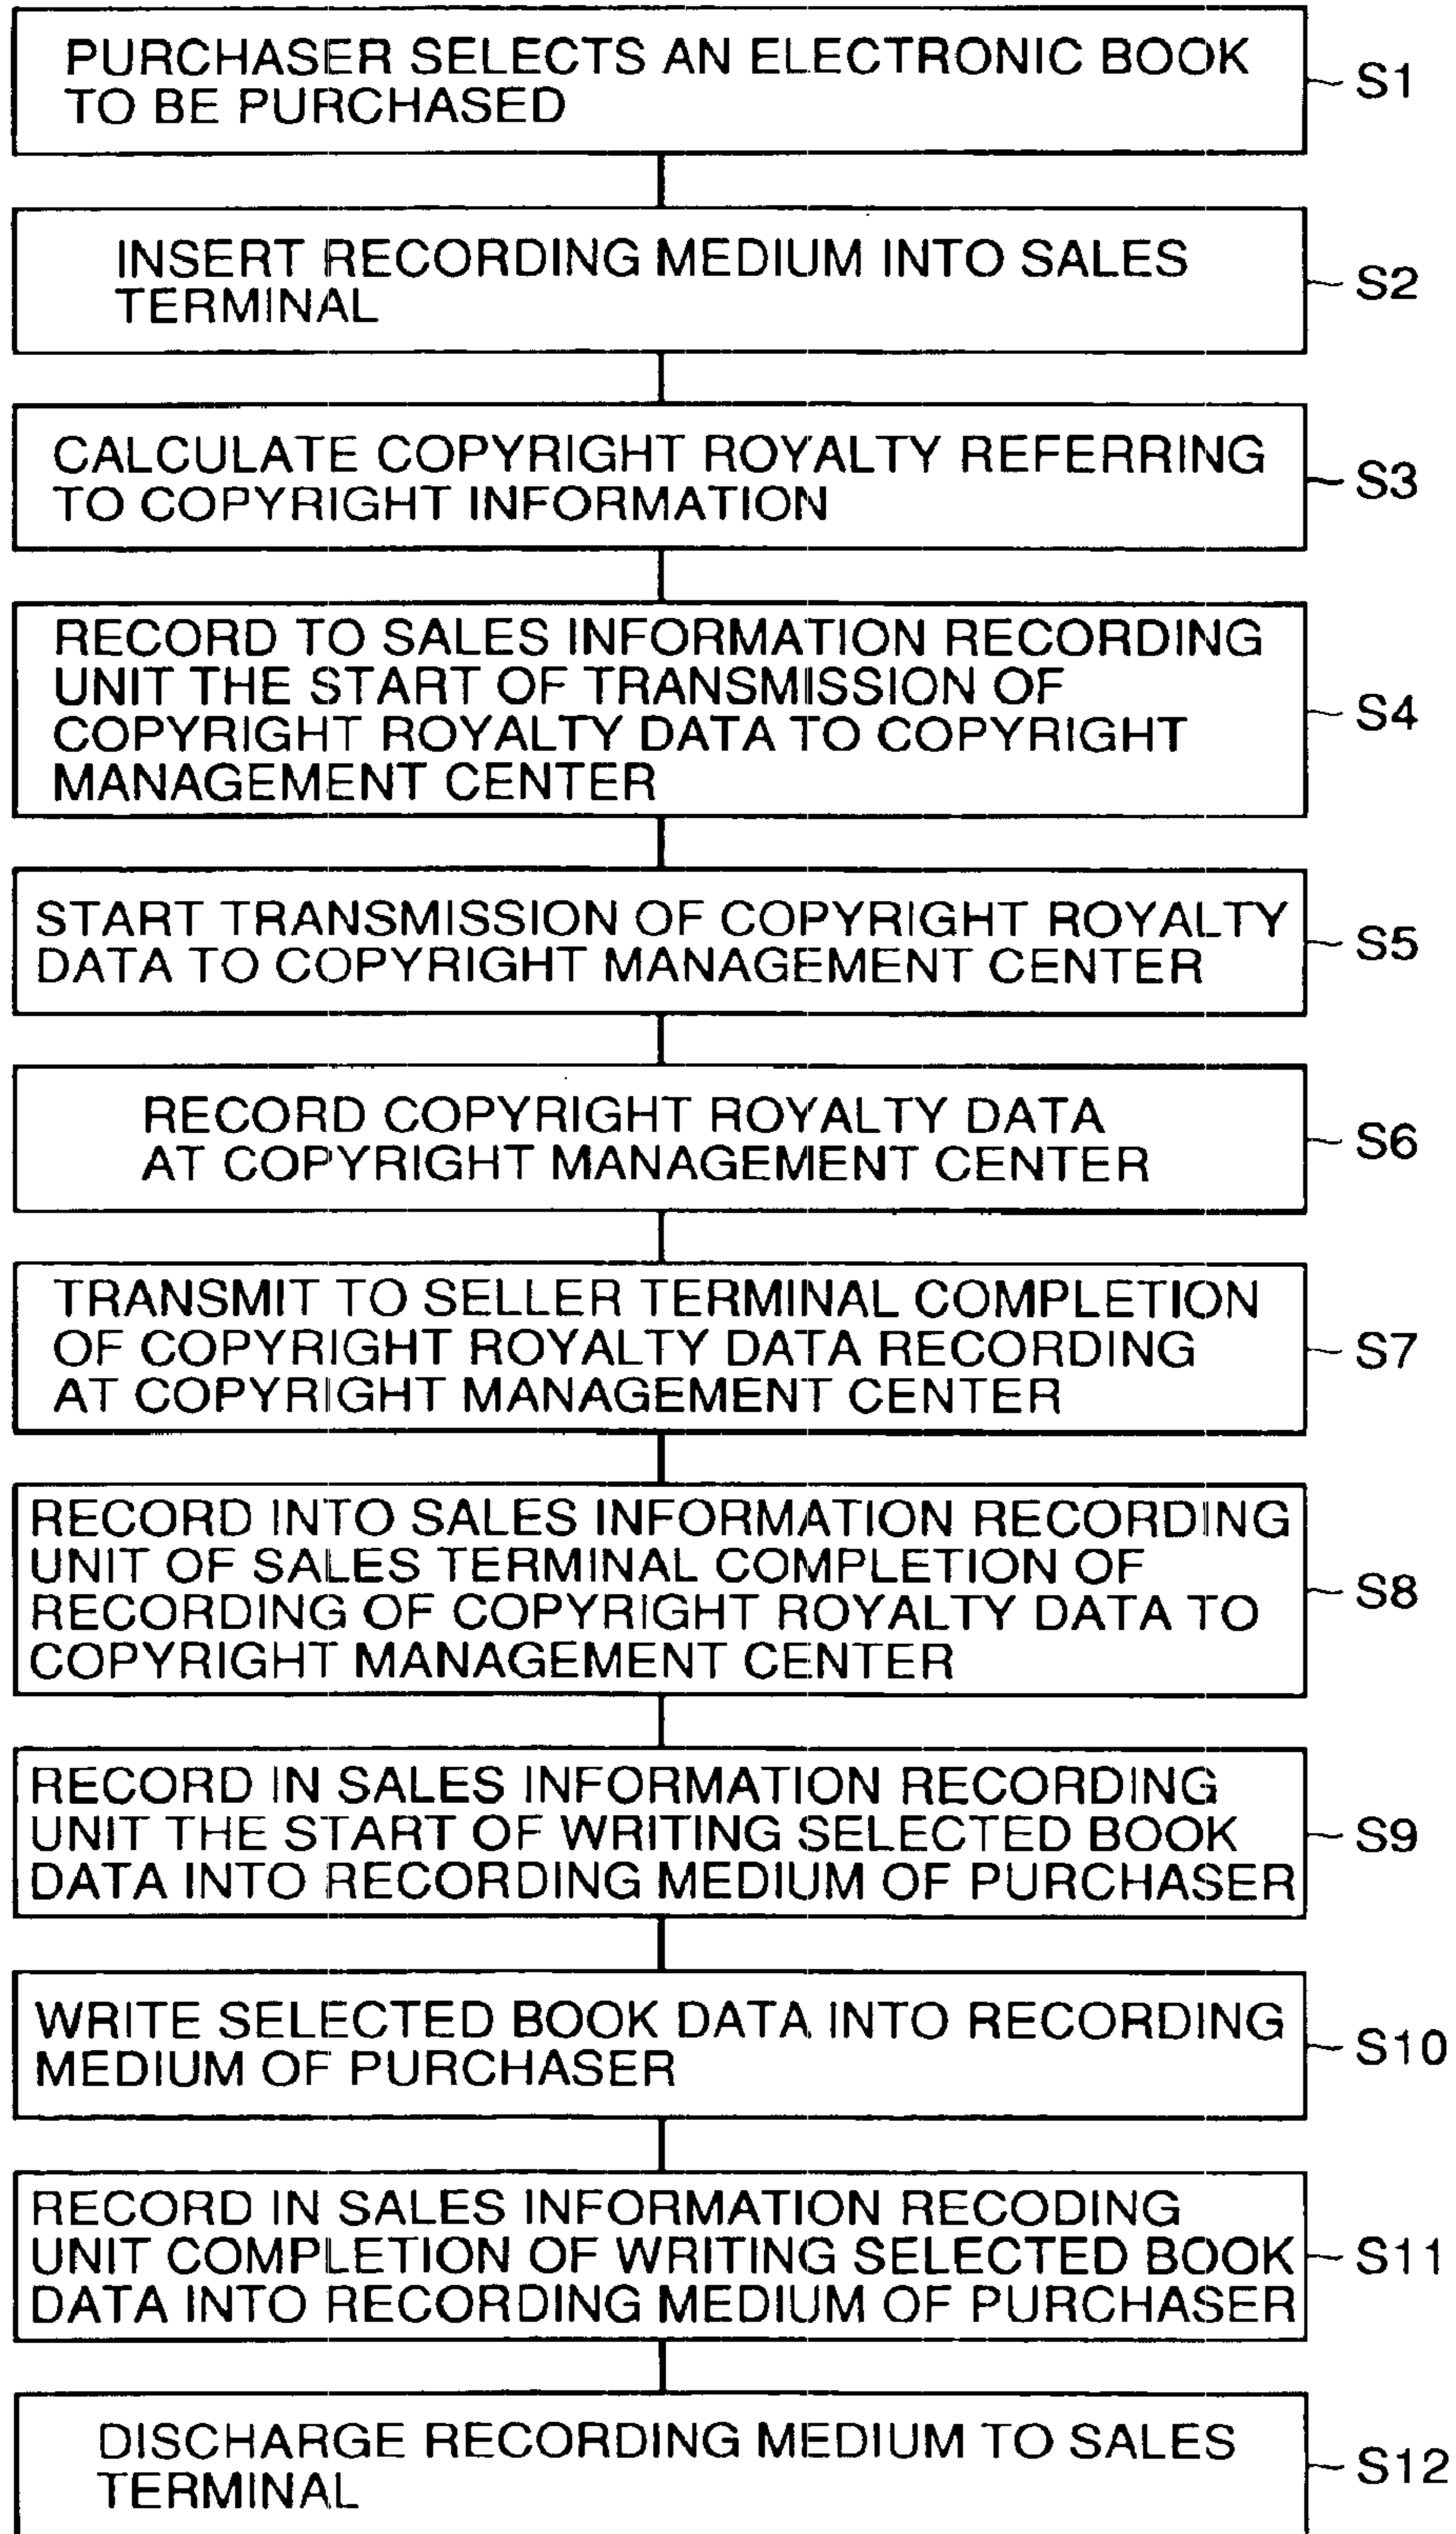 PURCHASER SELECTS AN ELECTRONIC BOOK
TO BE PURCHASED
S1
INSERT RECORDING MEDIUM INTO SALES
TERMINAL
S2
CALCULATE COPYRIGHT ROYALTY REFERRING
TO COPYRIGHT INFORMATION
S3
RECORD TO SALES INFORMATION RECORDING
UNIT THE START OF TRANSMISSION OF
COPYRIGHT ROYALTY DATA TO COPYRIGHT
MANAGEMENT CENTER
S4
START TRANSMISSION OF COPYRIGHT ROYALTY
DATA TO COPYRIGHT MANAGEMENT CENTER
S5
RECORD COPYRIGHT ROYALTY DATA
AT COPYRIGHT MANAGEMENT CENTER
S6
TRANSMIT TO SELLER TERMINAL COMPLETION
OF COPYRIGHT ROYALTY DATA RECORDING
AT COPYRIGHT MANAGEMENT CENTER
S7
RECORD INTO SALES INFORMATION RECORDING
UNIT OF SALES TERMINAL COMPLETION OF
RECORDING OF COPYRIGHT ROYALTY DATA TO
COPYRIGHT MANAGEMENT CENTER
S8
RECORD IN SALES INFORMATION RECORDING
UNIT THE START OF WRITING SELECTED BOOK
DATA INTO RECORDING MEDIUM OF PURCHASER
S9
WRITE SELECTED BOOK DATA INTO RECORDING
MEDIUM OF PURCHASER
S10
RECORD IN SALES INFORMATION RECODING
UNIT COMPLETION OF WRITING SELECTED BOOK
DATA INTO RECORDING MEDIUM OF PURCHASER
S11
DISCHARGE RECORDING MEDIUM TO SALES
TERMINAL
S12